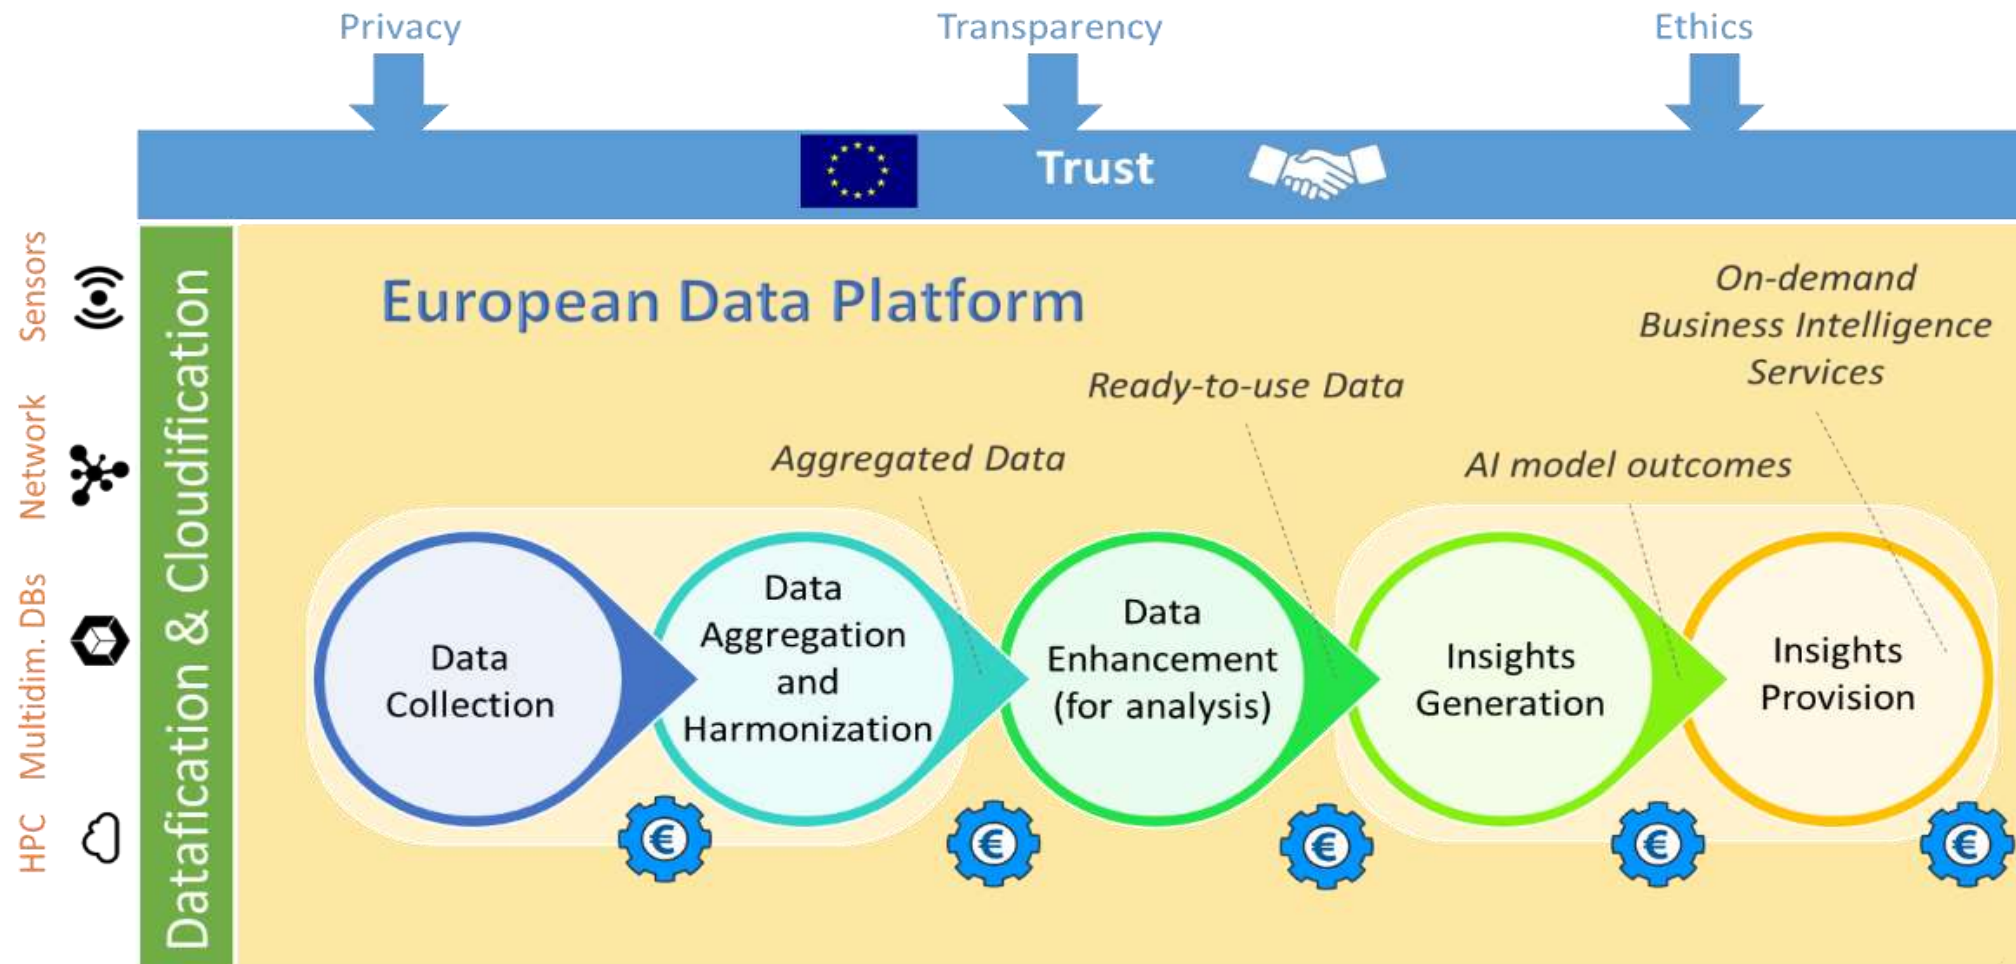 Privacy
Transparency
Ethics
Trust
Sensors
Network
Multidim. DBs
HPC
Datafication & Cloudification
European Data Platform
On-demand
Business Intelligence
Services
Ready-to-use Data
Aggregated Data
AI model outcomes
Data
Collection
Data
Aggregation
and
Harmonization
Data
Enhancement
(for analysis)
Insights
Generation
Insights
Provision
€
€
€
€
€